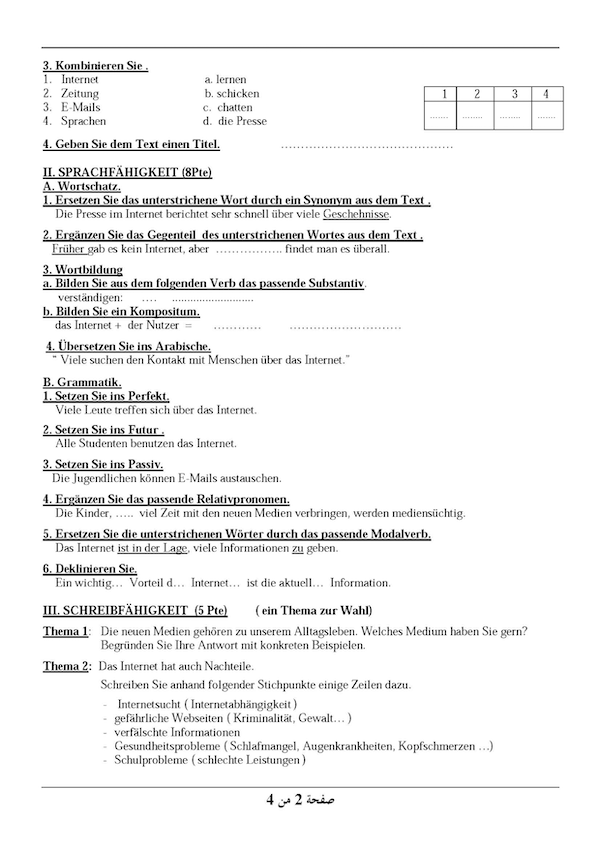 3. Kombinieren Sie .
1. Internet a. lernen
2. Zeitung b. schicken
3. E-Mails c. chatten
4. Sprachen d. die Presse
1 2 3 4
....... ........ ........ .......
4. Geben Sie dem Text einen Titel. ...........................................
II. SPRACHFÄHIGKEIT (8Pte)
A. Wortschatz.
1. Ersetzen Sie das unterstrichene Wort durch ein Synonym aus dem Text .
Die Presse im Internet berichtet sehr schnell über viele Geschehnisse.
2. Ergänzen Sie das Gegenteil des unterstrichenen Wortes aus dem Text .
Früher gab es kein Internet, aber ................. findet man es überall.
3. Wortbildung
a. Bilden Sie aus dem folgenden Verb das passende Substantiv.
verständigen: .... ...........................
b. Bilden Sie ein Kompositum.
das Internet + der Nutzer = ............ ............................
4. Übersetzen Sie ins Arabische.
“ Viele suchen den Kontakt mit Menschen über das Internet.”
B. Grammatik.
1. Setzen Sie ins Perfekt.
Viele Leute treffen sich über das Internet.
2. Setzen Sie ins Futur .
Alle Studenten benutzen das Internet.
3. Setzen Sie ins Passiv.
Die Jugendlichen können E-Mails austauschen.
4. Ergänzen Sie das passende Relativpronomen.
Die Kinder, ….. viel Zeit mit den neuen Medien verbringen, werden mediensüchtig.
5. Ersetzen Sie die unterstrichenen Wörter durch das passende Modalverb.
Das Internet ist in der Lage, viele Informationen zu geben.
6. Deklinieren Sie.
Ein wichtig… Vorteil d… Internet… ist die aktuell… Information.
III. SCHREIBFÄHIGKEIT (5 Pte) ( ein Thema zur Wahl)
Thema 1: Die neuen Medien gehören zu unserem Alltagsleben. Welches Medium haben Sie gern?
Begründen Sie Ihre Antwort mit konkreten Beispielen.
Thema 2: Das Internet hat auch Nachteile.
Schreiben Sie anhand folgender Stichpunkte einige Zeilen dazu.
- Internetsucht ( Internetabhängigkeit )
- gefährliche Webseiten ( Kriminalität, Gewalt… )
- verfälschte Informationen
- Gesundheitsprobleme ( Schlafmangel, Augenkrankheiten, Kopfschmerzen …)
- Schulprobleme ( schlechte Leistungen )
صفحة 2 من 4